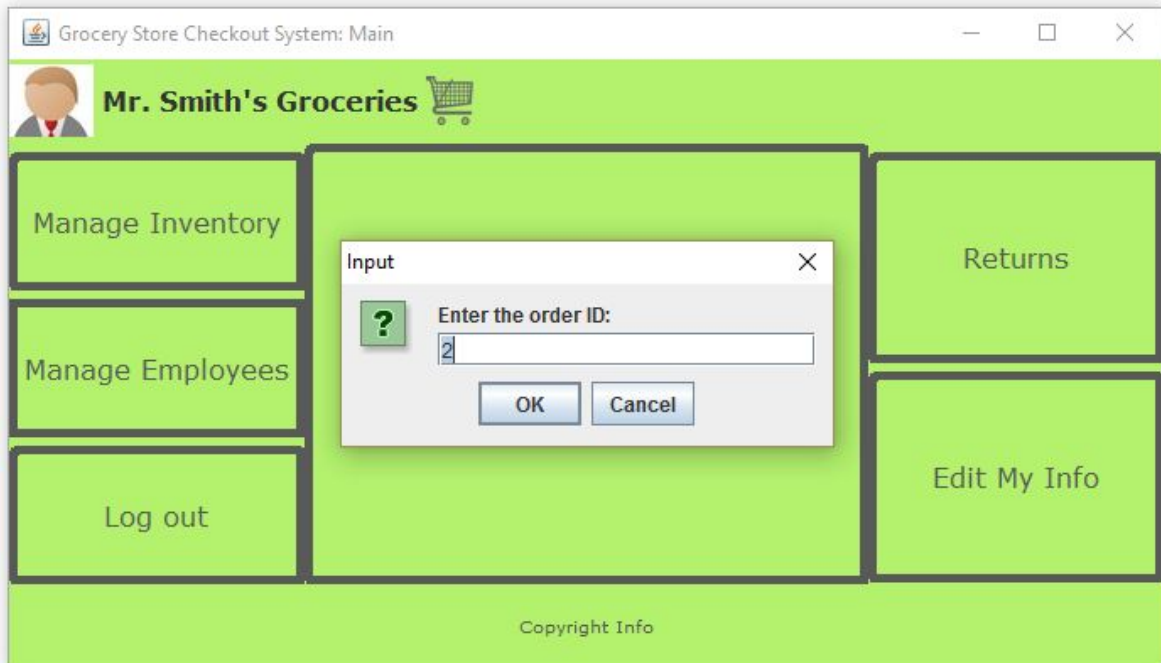 Grocery Store Checkout System: Main
Mr. Smith's Groceries
Manage Inventory
Manage Employees
Log out
Input
?
Enter the order ID:
2
OK
Cancel
Returns
Edit My Info
Copyright Info